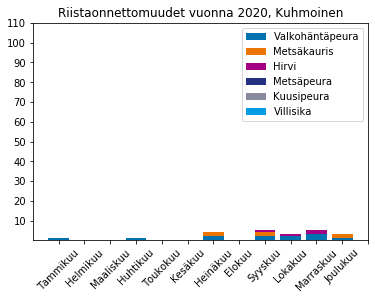 Riistaonnettomuudet vuonna 2020, Kuhmoinen
110
100
90
80
70
60
50
40
30
20
10
Valkohäntäpeura
Metsäkauris
Hirvi
Metsäpeura
Kuusipeura
Villisika
Tammikuu
Helmikuu
Maaliskuu
Huhtikuu
Toukokuu
Kesäkuu
Heinäkuu
Elokuu
Syyskuu
Lokakuu
Marraskuu
Joulukuu